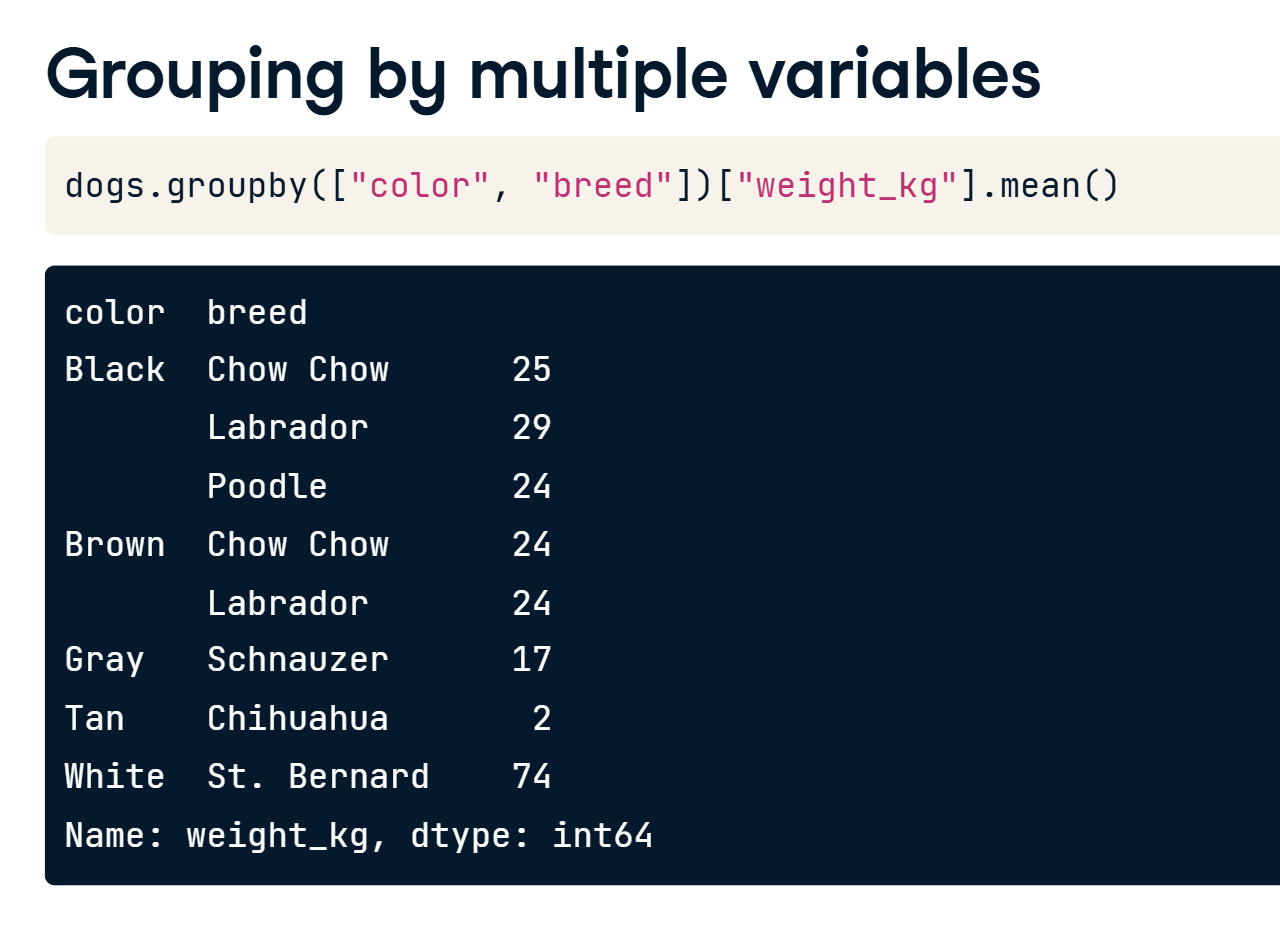 Grouping by multiple variables
dogs.groupby(["color", "breed"])["weight_kg"].mean()
color  breed
Black  Chow Chow      25
       Labrador       29
       Poodle         24
Brown  Chow Chow      24
       Labrador       24
Gray   Schnauzer      17
Tan    Chihuahua       2
White  St. Bernard    74
Name: weight_kg, dtype: int64